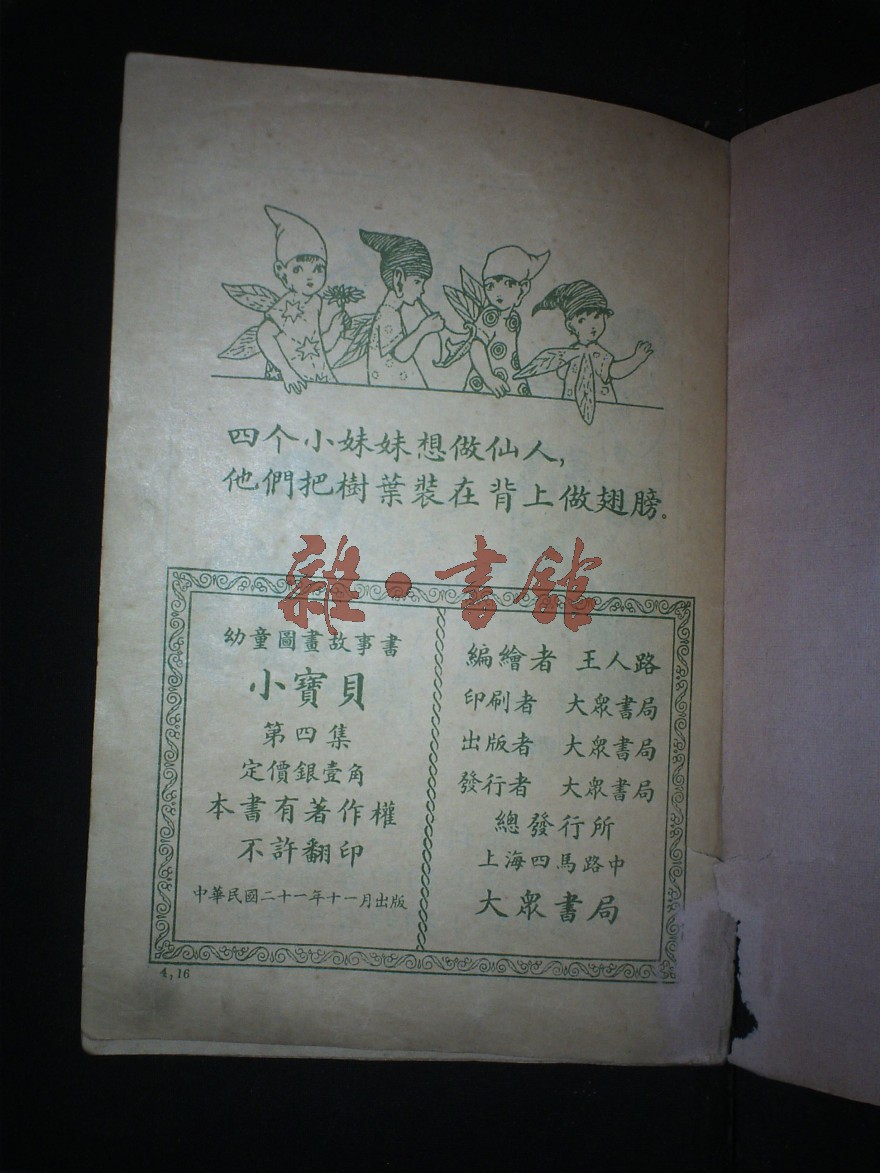 四个小妹妹想做仙人,
他們把樹葉裝在背上做翅膀.
雜·書館
幼童圖畫故事書
小寶貝
第四集
定價銀壹角
本書有著作權
不許翻印
中華民國二十一年十一月出版
編繪者 王人路
印刷者 大眾書局
出版者 大眾書局
發行者 大眾書局
總發行所
上海四馬路中
大眾書局
4,16